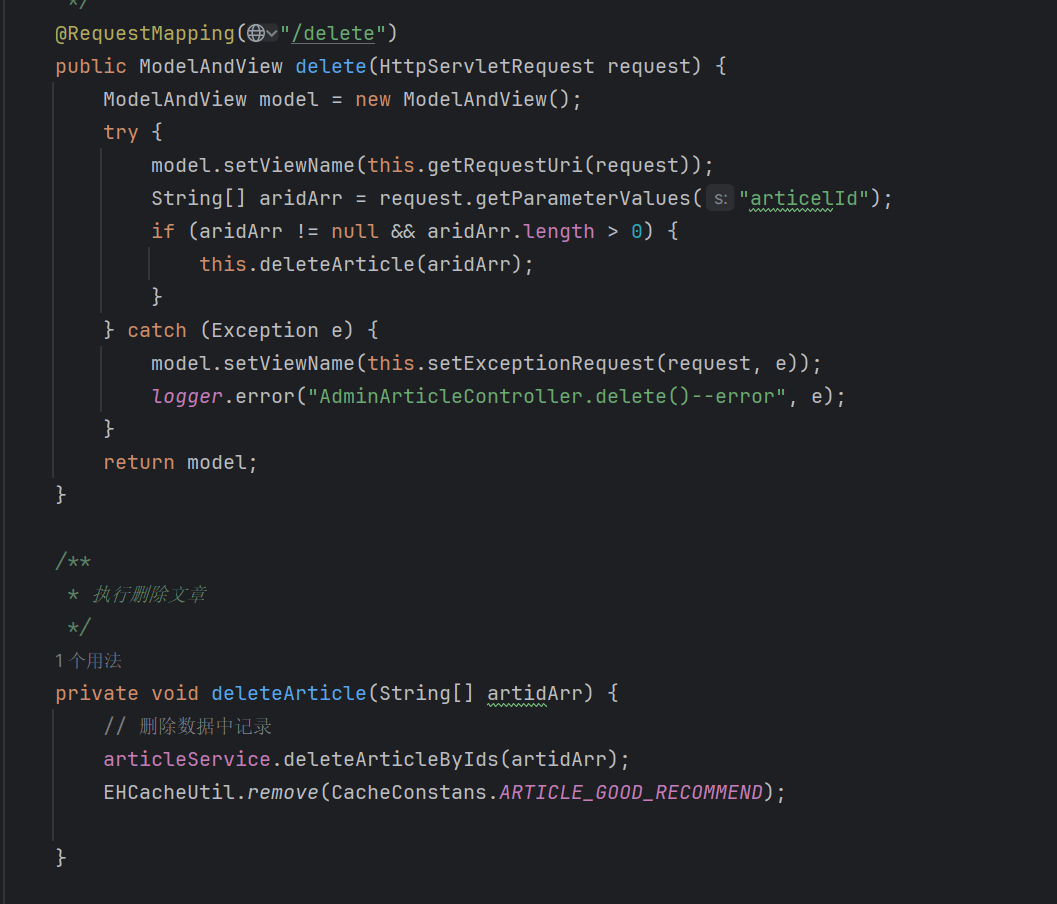 */
@RequestMapping("/delete")
public ModelAndView delete(HttpServletRequest request) {
ModelAndView model = new ModelAndView();
try {
model.setViewName(this.getRequestUri(request));
String[] aridArr = request.getParameterValues( s: "articelId");
if (aridArr != null && aridArr.length > 0) {
this.deleteArticle(aridArr);
}
} catch (Exception e) {
model.setViewName(this.setExceptionRequest(request, e));
logger.error("AdminArticleController.delete()--error", e);
}
return model;
}
/**
* 执行删除文章
*/
1个用法
private void deleteArticle(String[] artidArr) {
// 删除数据中记录
articleService.deleteArticleByIds(artidArr);
EHCacheUtil.remove(CacheConstans.ARTICLE_GOOD_RECOMMEND);
}